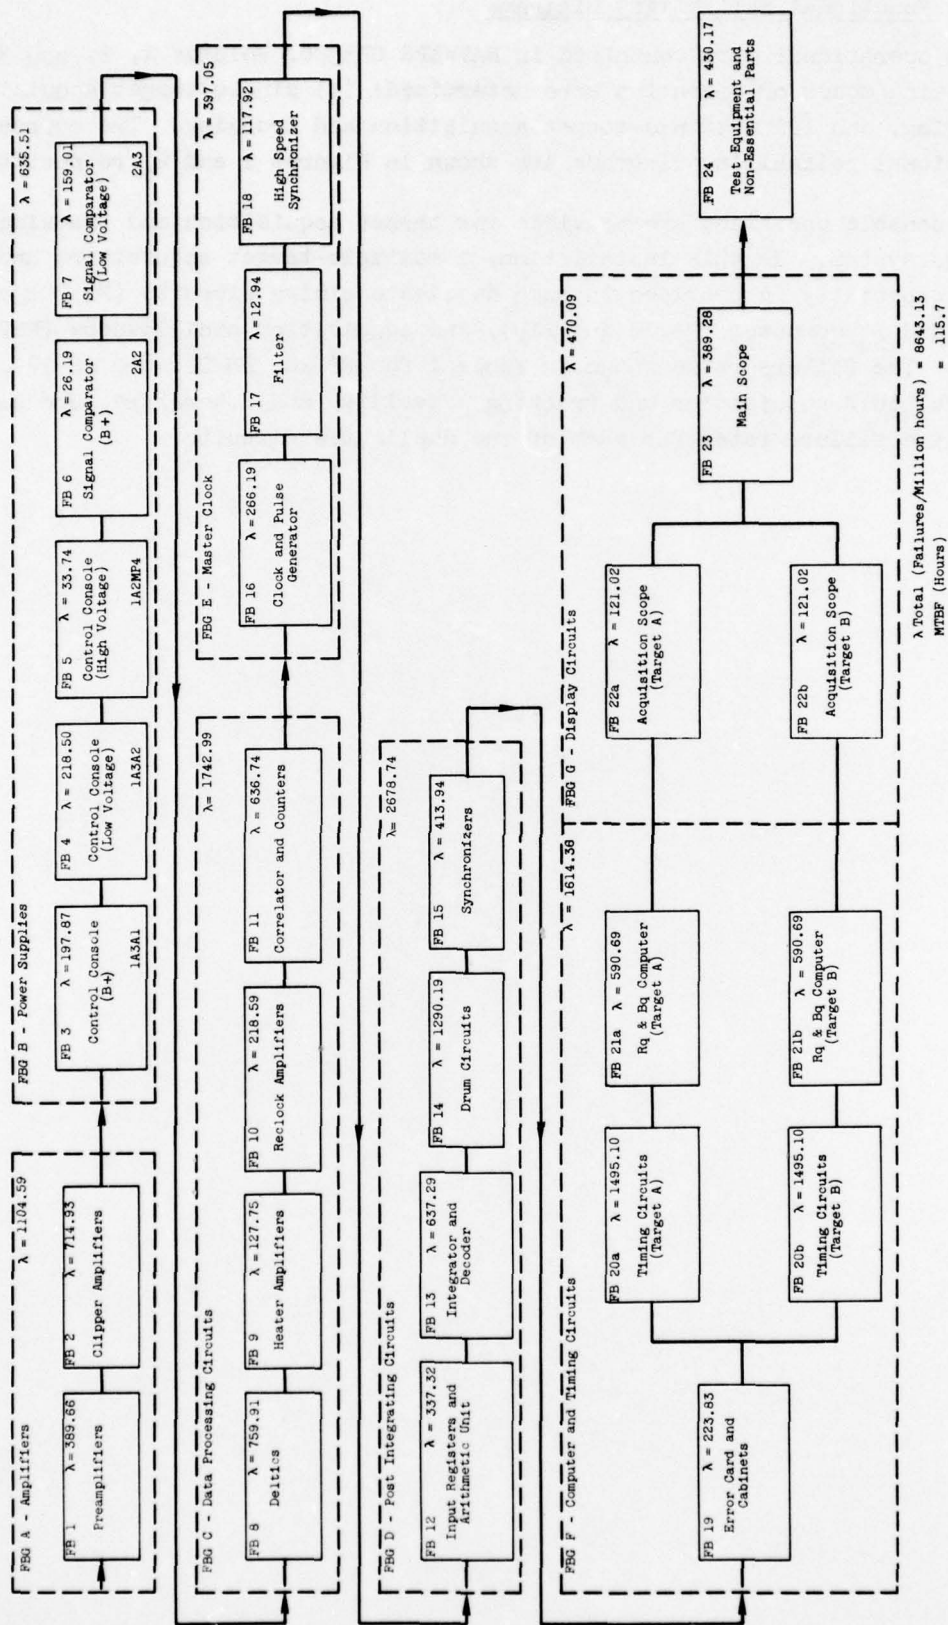 FBG A - Amplifiers
λ = 1104.59
FB 1 λ = 389.66
Preamplifiers
FB 2 λ = 714.93
Clipper Amplifiers
FBG B - Power Supplies
λ = 635.51
FB 3 λ = 197.87
Control Console
(B+)
1A3A1
FB 4 λ = 218.50
Control Console
(Low Voltage)
1A3A2
FB 5 λ = 33.74
Control Console
(High Voltage)
1A2MP4
FB 6 λ = 26.19
Signal Comparator
(B+)
2A2
FB 7 λ = 159.01
Signal Comparator
(Low Voltage)
2A3
FBG C - Data Processing Circuits
λ = 1742.99
FB 8 λ = 759.91
Deltics
FB 9 λ = 127.75
Heater Amplifiers
FB 10 λ = 218.59
Reclock Amplifiers
FB 11 λ = 636.74
Correlator and Counters
FBG E - Master Clock
λ = 397.05
FB 16 λ = 266.19
Clock and Pulse
Generator
FB 17 λ = 12.94
Filter
FB 18 λ = 117.92
High Speed
Synchronizer
FBG D - Post Integrating Circuits
λ = 2678.74
FB 12 λ = 337.32
Input Registers and
Arithmetic Unit
FB 13 λ = 637.29
Integrator and
Decoder
FB 14 λ = 1290.19
Drum Circuits
FB 15 λ = 413.94
Synchronizers
FBG F - Computer and Timing Circuits
λ = 1614.38
FB 19 λ = 223.83
Error Card and
Cabinets
FB 20a λ = 1495.10
Timing Circuits
(Target A)
FB 21a λ = 590.69
Rq & Bq Computer
(Target A)
FB 20b λ = 1495.10
Timing Circuits
(Target B)
FB 21b λ = 590.69
Rq & Bq Computer
(Target B)
FBG G - Display Circuits
λ = 470.09
FB 22a λ = 121.02
Acquisition Scope
(Target A)
FB 22b λ = 121.02
Acquisition Scope
(Target B)
FB 23 λ = 389.28
Main Scope
FB 24 λ = 430.17
Test Equipment and
Non-Essential Parts
λ Total (Failures/Million hours) = 8643.13
MTBF (Hours) = 115.7